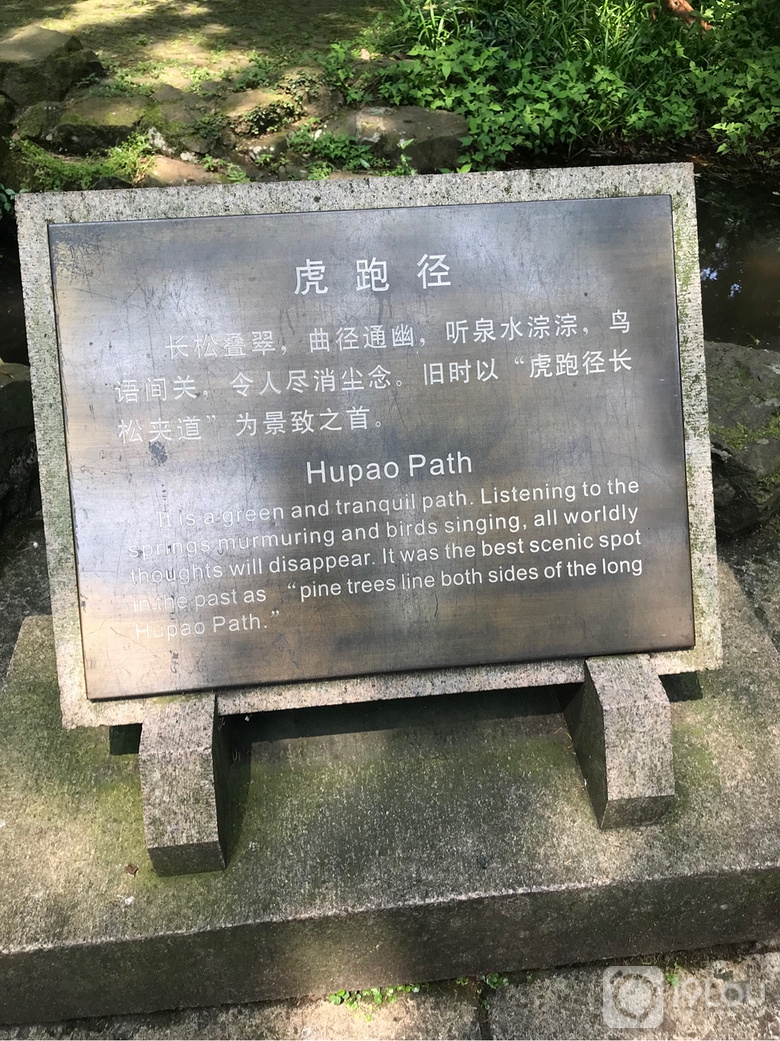 虎跑径
长松叠翠，曲径通幽，听泉水淙淙，鸟
语间关，令人尽消尘念。旧时以“虎跑径长
松夹道”为景致之首。
Hupao Path
It is a green and tranquil path. Listening to the
springs murmuring and birds singing, all worldly
thoughts will disappear. It was the best scenic spot
in the past as “pine trees line both sides of the long
Hupao Path.”
19Lou